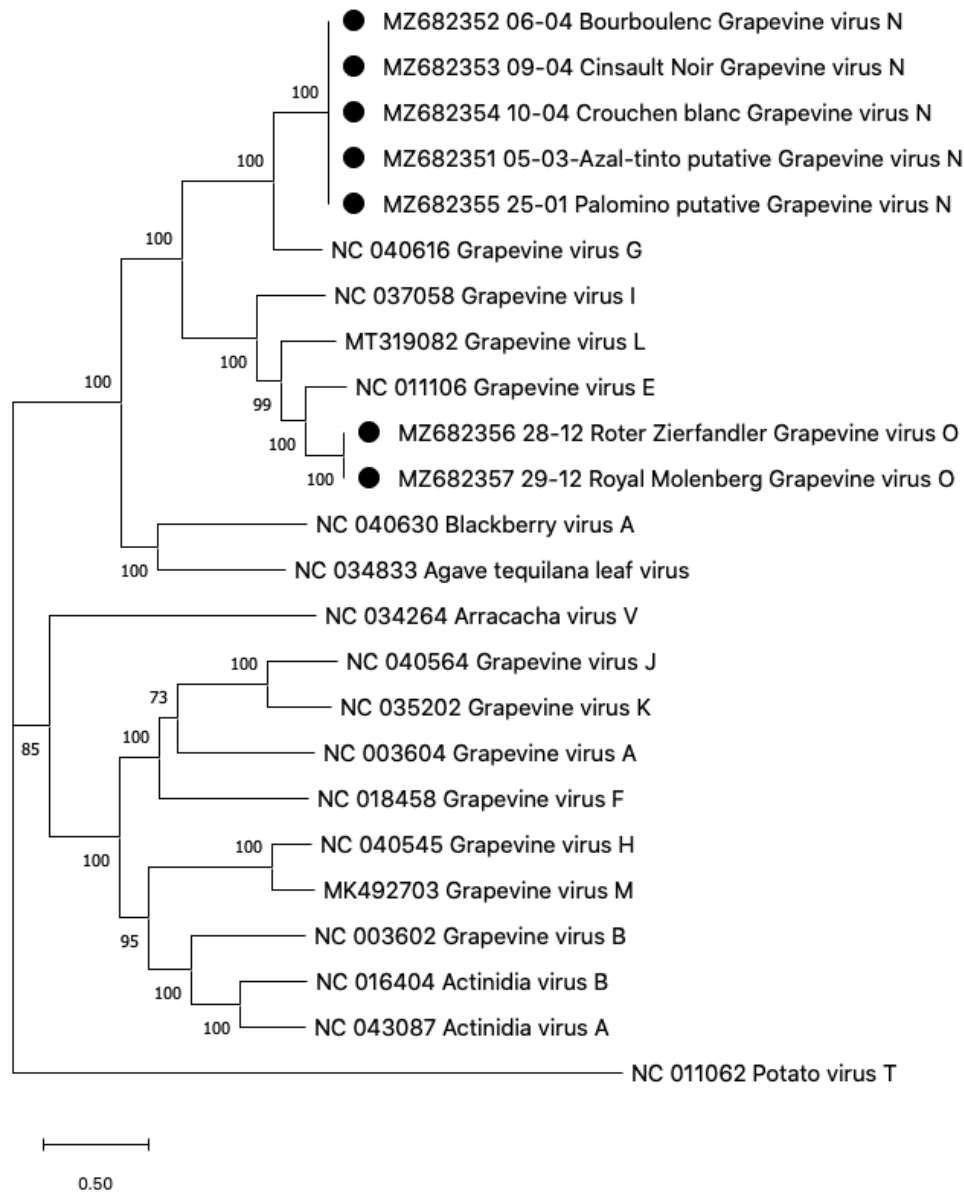 MZ682352 06-04 Bourboulenc Grapevine virus N
MZ682353 09-04 Cinsault Noir Grapevine virus N
100
MZ682354 10-04 Crouchen blanc Grapevine virus N
100
MZ682351 05-03-Azal-tinto putative Grapevine virus N
MZ682355 25-01 Palomino putative Grapevine virus N
100
NC 040616 Grapevine virus G
NC 037058 Grapevine virus I
MT319082 Grapevine virus L
100
100
NC 011106 Grapevine virus E
99
MZ682356 28-12 Roter Zierfandler Grapevine virus O
100
100
MZ682357 29-12 Royal Molenberg Grapevine virus O
NC 040630 Blackberry virus A
100
NC 034833 Agave tequilana leaf virus
NC 034264 Arracacha virus V
100
NC 040564 Grapevine virus J
73
NC 035202 Grapevine virus K
100
85
NC 003604 Grapevine virus A
NC 018458 Grapevine virus F
100
NC 040545 Grapevine virus H
100
MK492703 Grapevine virus M
95
NC 003602 Grapevine virus B
100
NC 016404 Actinidia virus B
100
NC 043087 Actinidia virus A
NC 011062 Potato virus T
0.50